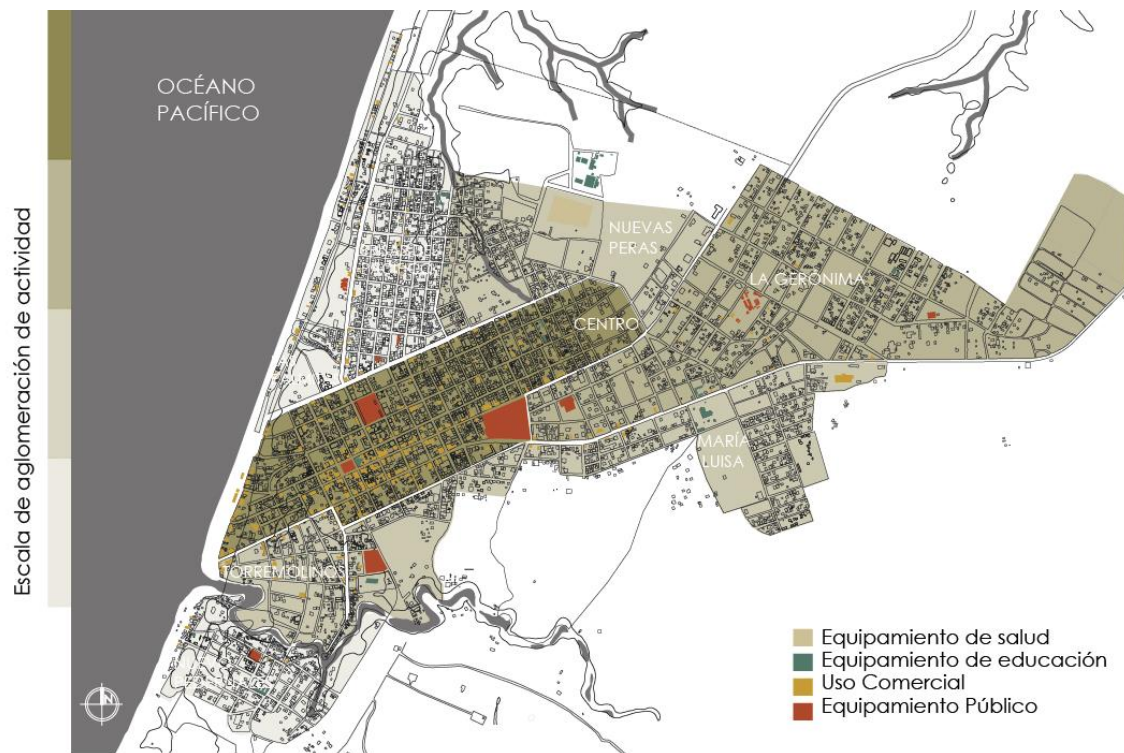 OCÉANO
PACÍFICO
Escala de aglomeración de actividad
NUEVAS
PERAS
LA GERÓNIMA
CENTRO
MARÍA
LUISA
TORREMOLINOS
N
Equipamiento de salud
Equipamiento de educación
Uso Comercial
Equipamiento Público